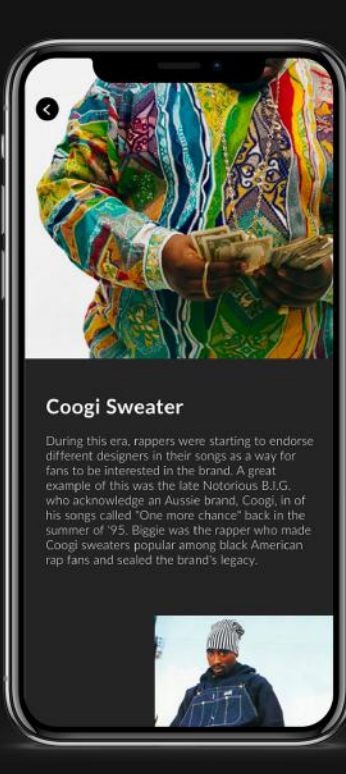 Coogi Sweater
During this era, rappers were starting to endorse
different designers in their songs as a way for
fans to be interested in the brand. A great
example of this was the late Notorious B.I.G.
who acknowledge an Aussie brand, Coogi, in of
his songs called "One more chance" back in the
summer of '95. Biggie was the rapper who made
Coogi sweaters popular among black American
rap fans and sealed the brand's legacy.